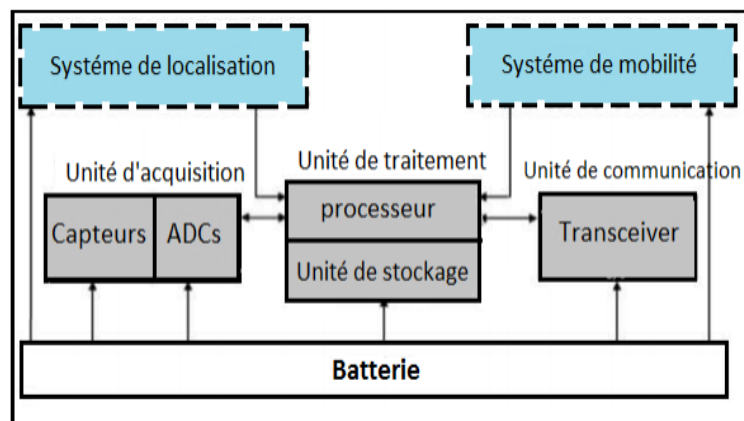 Systéme de localisation
Systéme de mobilité
Unité d'acquisition
Unité de traitement
Unité de communication
Capteurs
ADCs
processeur
Unité de stockage
Transceiver
Batterie